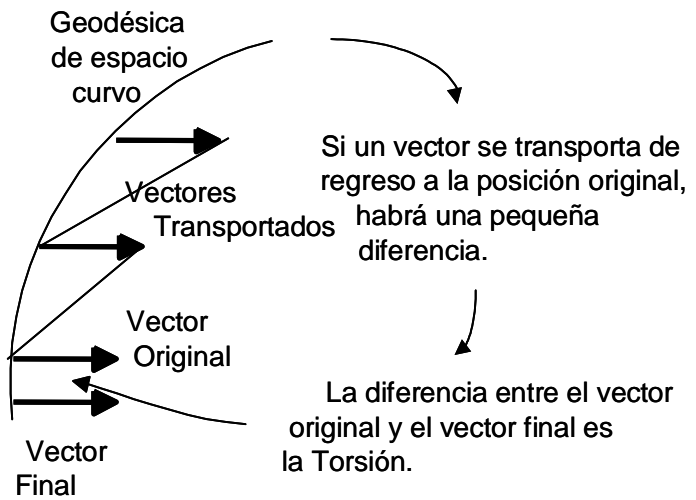 Geodésica
de espacio
curvo
Si un vector se transporta de
regreso a la posición original,
habrá una pequeña
diferencia.
Vectores
Transportados
Vector
Original
La diferencia entre el vector
original y el vector final es
la Torsión.
Vector
Final